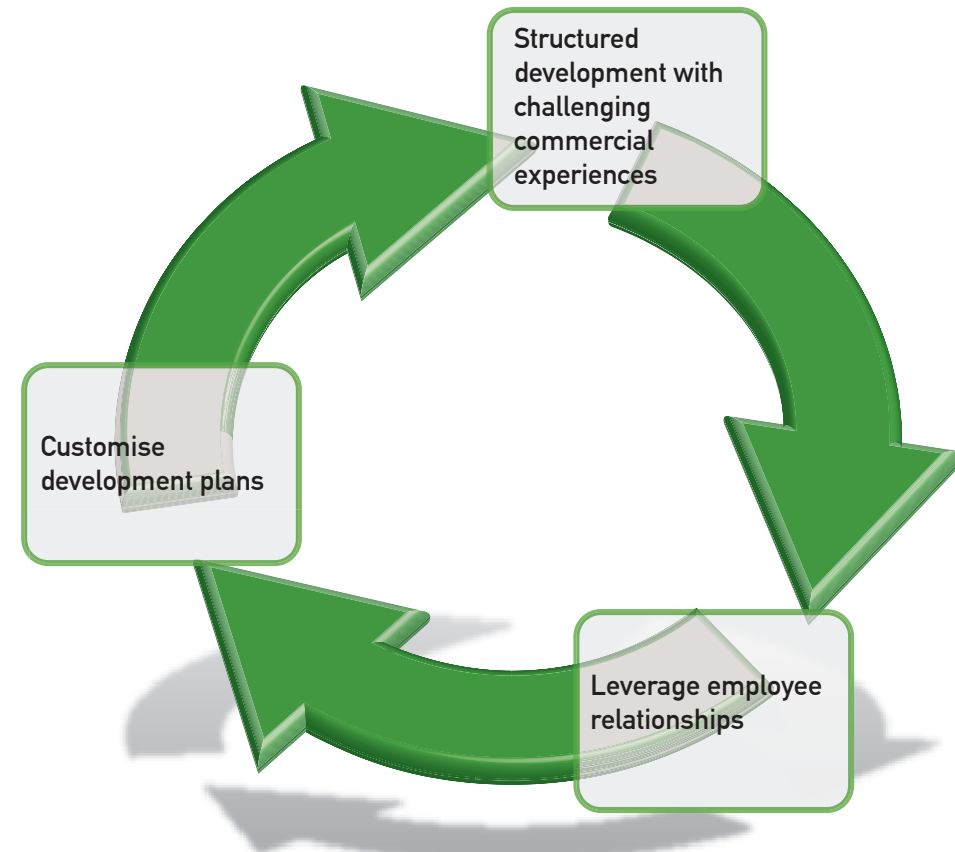 Structured
development with
challenging
commercial
experiences
Customise
development plans
Leverage employee
relationships